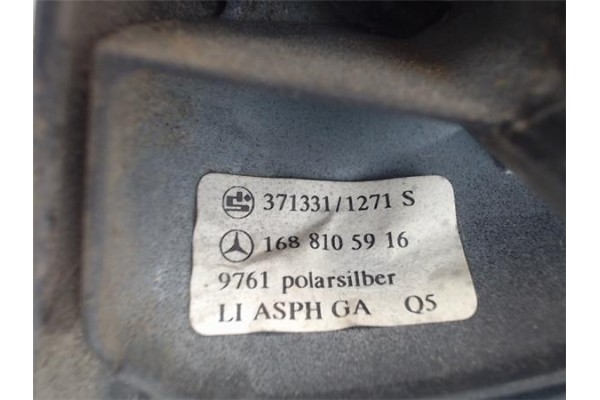 371331/1271 S
168 810 59 16
9761 polarsilber
LI ASPH GA Q5